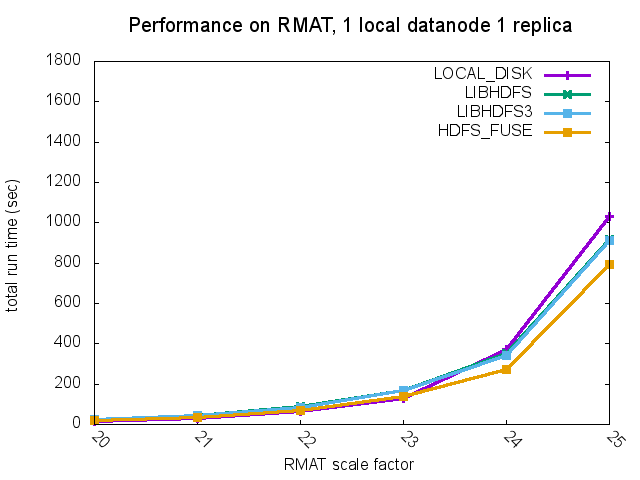 Performance on RMAT, 1 local datanode 1 replica
total run time (sec)
1800
1600
1400
1200
1000
800
600
400
200
0
LOCAL_DISK
LIBHDFS
LIBHDFS3
HDFS_FUSE
20
21
22
23
24
25
RMAT scale factor